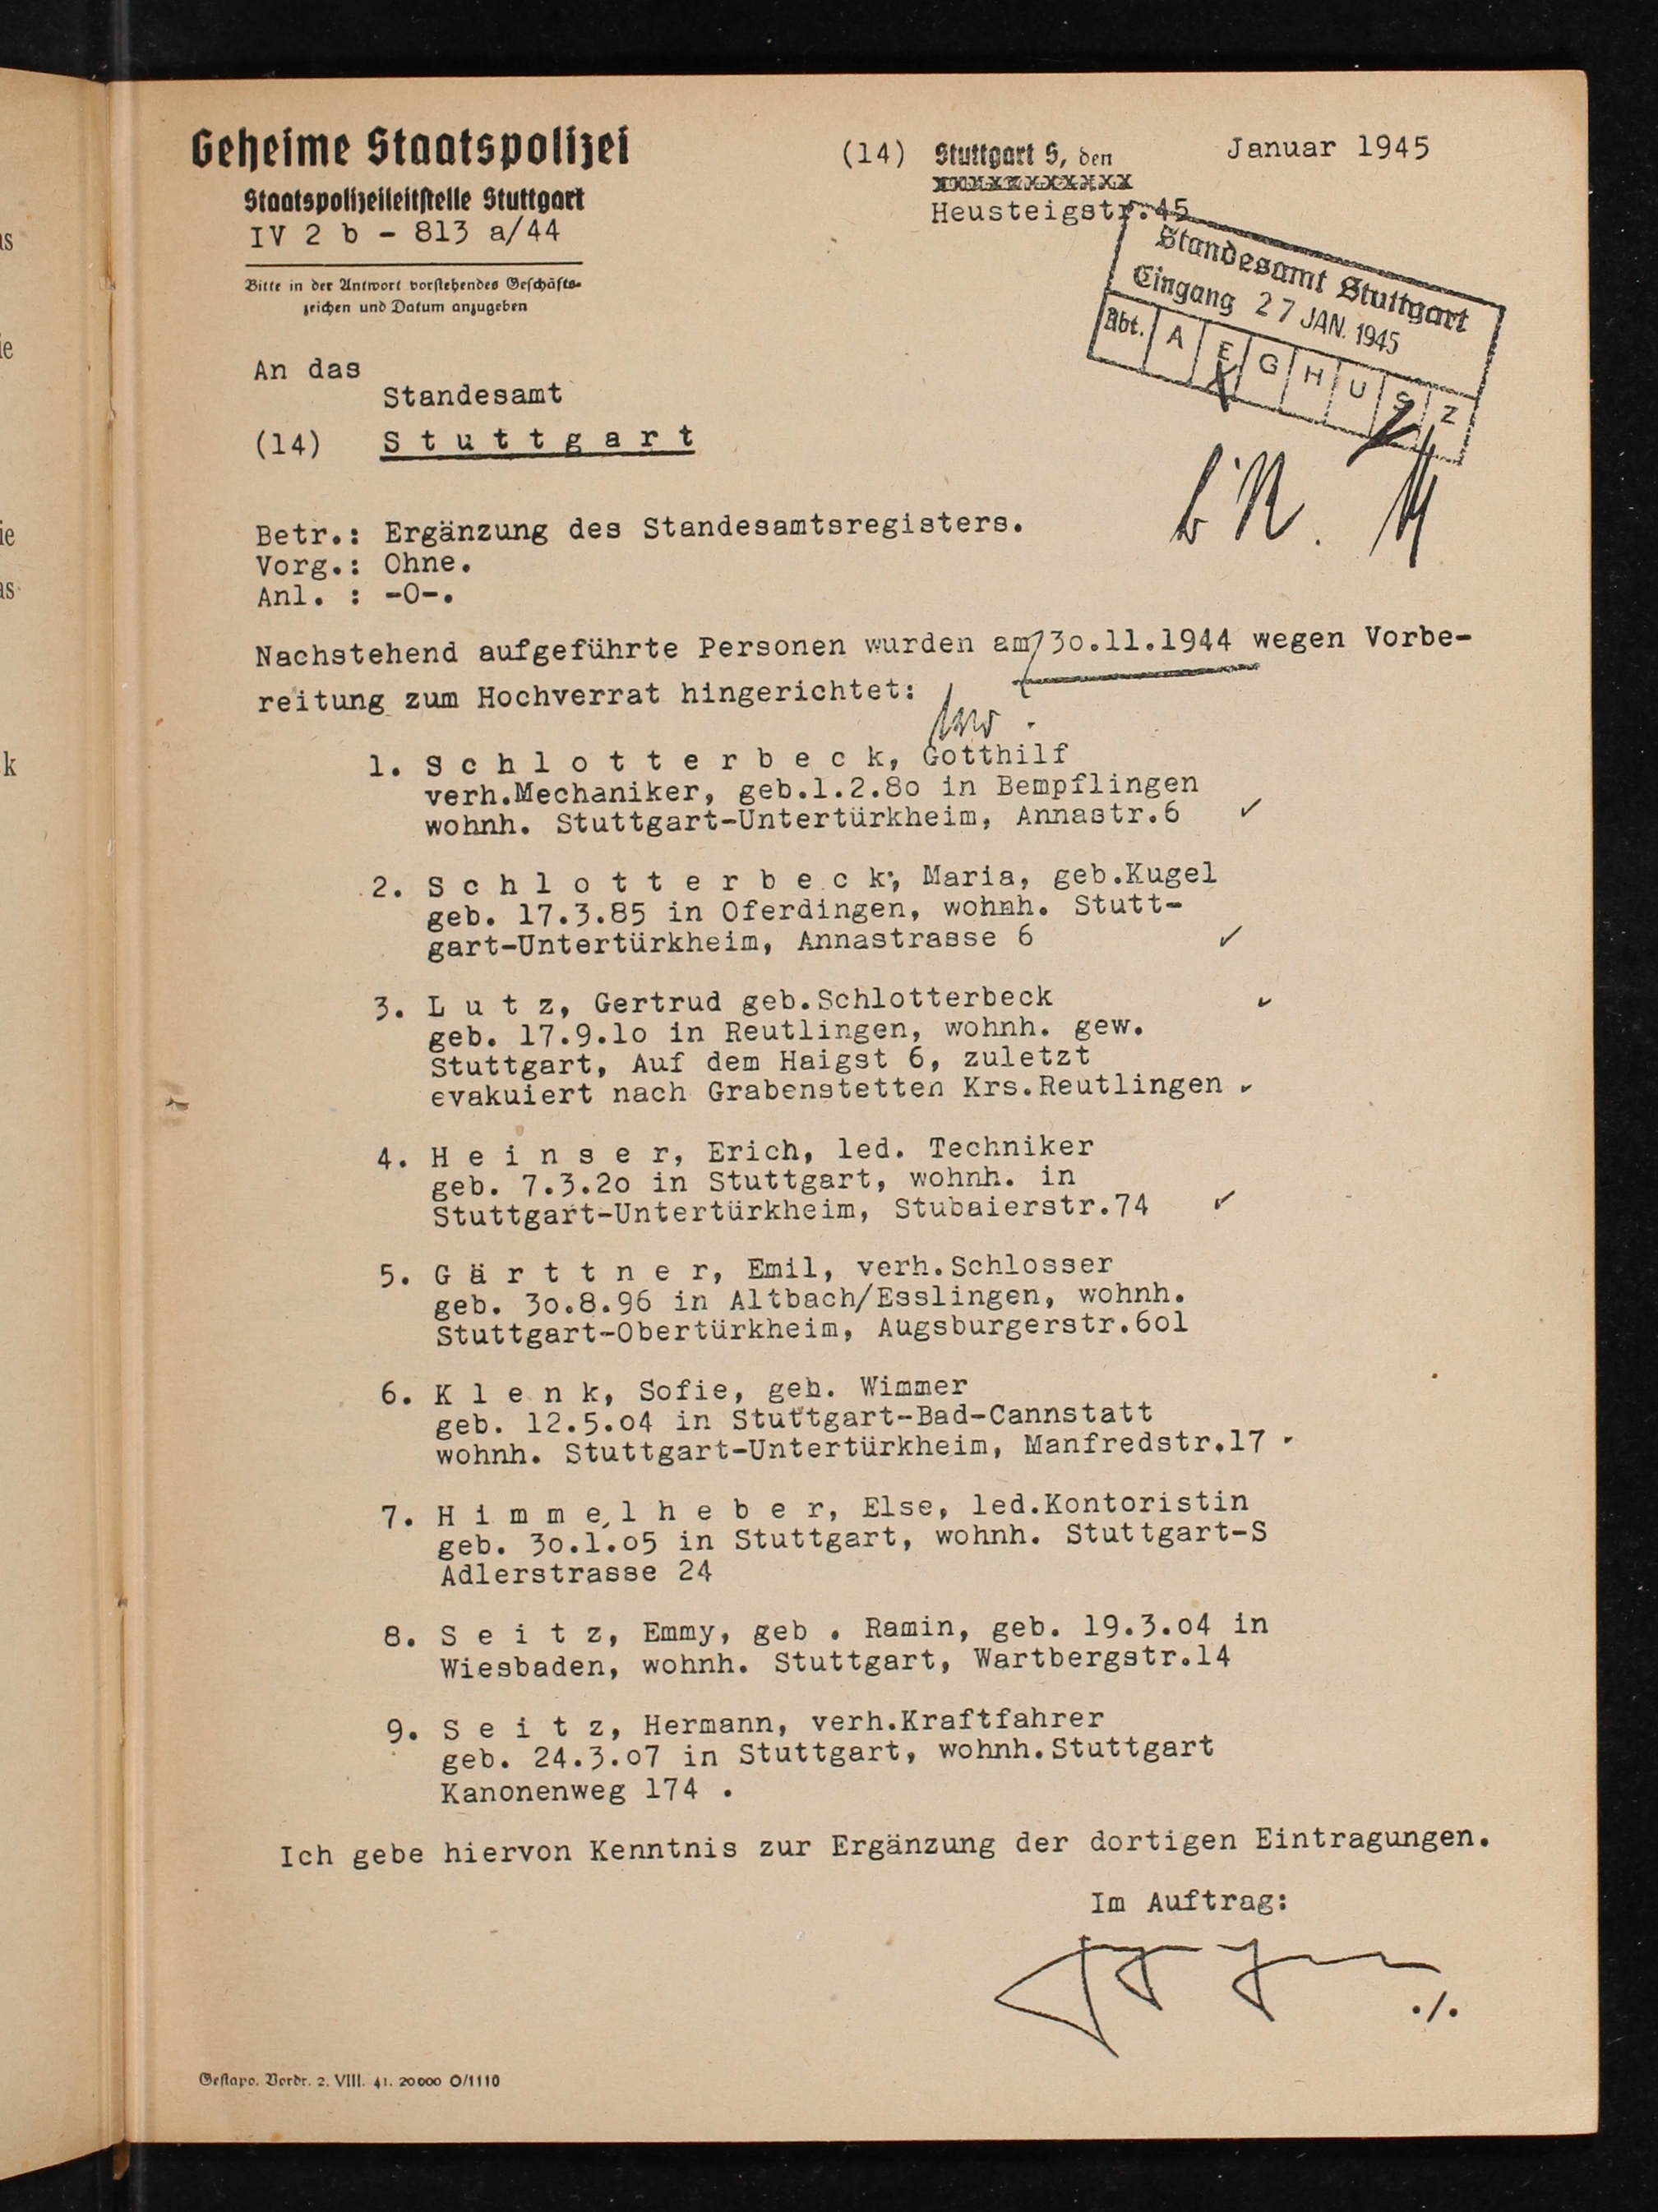 Geheime Staatspolizei
Staatspolizeileitstelle Stuttgart
IV 2 b - 813 a/44
Bitte in der Antwort vorstehendes Geschäfts-
zeichen und Datum anzugeben
(14) Stuttgart S, den Januar 1945
Heusteigstr.45
Standesamt Stuttgart
Eingang 27 JAN. 1945
Abt. A E G H U S Z
An das
Standesamt
(14) S t u t t g a r t
Betr.: Ergänzung des Standesamtsregisters.
Vorg.: Ohne.
Anl. : -0-.
Nachstehend aufgeführte Personen wurden am 30.11.1944 wegen Vorbe-
reitung zum Hochverrat hingerichtet:
1. S c h l o t t e r b e c k, Gotthilf
verh.Mechaniker, geb.1.2.80 in Bempflingen
wohnh. Stuttgart-Untertürkheim, Annastr.6
2. S c h l o t t e r b e c k, Maria, geb.Kugel
geb. 17.3.85 in Oferdingen, wohnh. Stutt-
gart-Untertürkheim, Annastrasse 6
3. L u t z, Gertrud geb.Schlotterbeck
geb. 17.9.10 in Reutlingen, wohnh. gew.
Stuttgart, Auf dem Haigst 6, zuletzt
evakuiert nach Grabenstetten Krs.Reutlingen
4. H e i n s e r, Erich, led. Techniker
geb. 7.3.20 in Stuttgart, wohnh. in
Stuttgart-Untertürkheim, Stubaierstr.74
5. G ä r t t n e r, Emil, verh.Schlosser
geb. 30.8.96 in Altbach/Esslingen, wohnh.
Stuttgart-Obertürkheim, Augsburgerstr.601
6. K l e n k, Sofie, geb. Wimmer
geb. 12.5.04 in Stuttgart-Bad-Cannstatt
wohnh. Stuttgart-Untertürkheim, Manfredstr.17
7. H i m m e l h e b e r, Else, led.Kontoristin
geb. 30.1.05 in Stuttgart, wohnh. Stuttgart-S
Adlerstrasse 24
8. S e i t z, Emmy, geb . Ramin, geb. 19.3.04 in
Wiesbaden, wohnh. Stuttgart, Wartbergstr.14
9. S e i t z, Hermann, verh.Kraftfahrer
geb. 24.3.07 in Stuttgart, wohnh.Stuttgart
Kanonenweg 174 .
Ich gebe hiervon Kenntnis zur Ergänzung der dortigen Eintragungen.
Im Auftrag:
./.
Gestapo. Vordr. 2. VIII. 41. 20000 O/1110